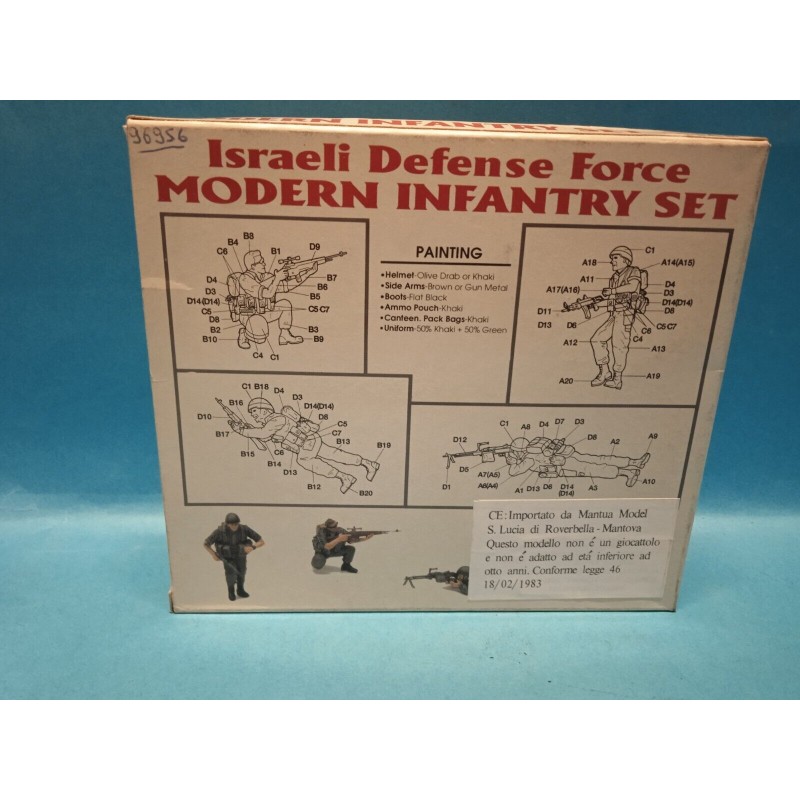 MODERN INFANTRY SET
96956
Israeli Defense Force
MODERN INFANTRY SET
B8
B4
B1
D9
C6
B7
D4
B6
D3
B5
D14(D14)
C5
C5 C7
D8
B2
B3
B10
B9
C4 C1
PAINTING
•Helmet-Olive Drab or Khaki
•Side Arms-Brown or Gun Metal
•Boots-Flat Black
•Ammo Pouch-Khaki
•Canteen. Pack Bags-Khaki
•Uniform-50% Khaki + 50% Green
C1
A18
A14(A15)
A11
D4
A17(A16)
D3
D14(D14)
D11
D8
D13
D6
C5 C7
C6
C4
A12
A13
A20
A19
C1 B18
D4
B16
D3
D14(D14)
D10
D8
C5
B17
C7
B13
C6
B15
B14
D13
B19
B12
B20
C1
A8
D4
D7
D3
D12
D8
A2
A9
D5
A7(A5)
D1
A6(A4)
A1
D13
D6
D14
(D14)
A3
A10
CE: Importato da Mantua Model
S. Lucia di Roverbella - Mantova
Questo modello non é un giocattolo
e non é adatto ad etá inferiore ad
otto anni. Conforme legge 46
18/02/1983